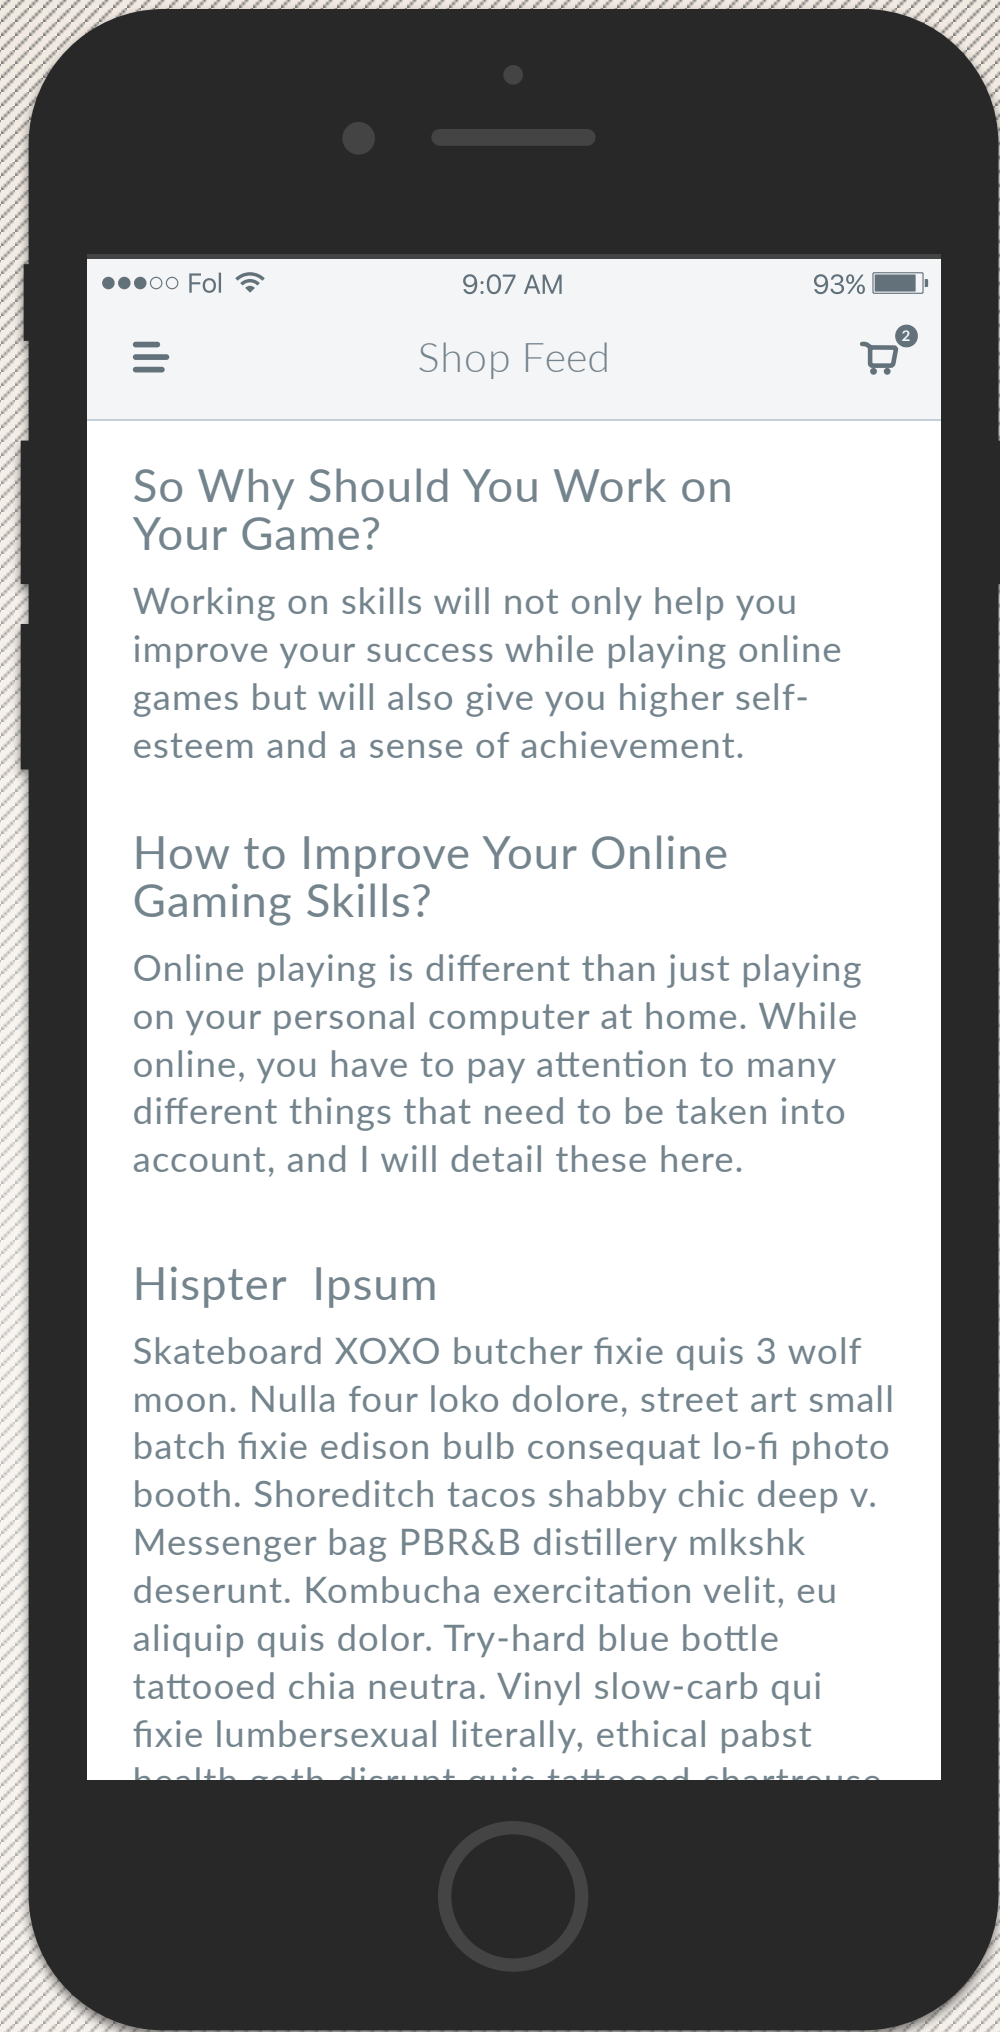 Fol
9:07 AM
93%
Shop Feed
2
So Why Should You Work on
Your Game?
Working on skills will not only help you
improve your success while playing online
games but will also give you higher self-
esteem and a sense of achievement.
How to Improve Your Online
Gaming Skills?
Online playing is different than just playing
on your personal computer at home. While
online, you have to pay attention to many
different things that need to be taken into
account, and I will detail these here.
Hispter Ipsum
Skateboard XOXO butcher fixie quis 3 wolf
moon. Nulla four loko dolore, street art small
batch fixie edison bulb consequat lo-fi photo
booth. Shoreditch tacos shabby chic deep v.
Messenger bag PBR&B distillery mlkshk
deserunt. Kombucha exercitation velit, eu
aliquip quis dolor. Try-hard blue bottle
tattooed chia neutra. Vinyl slow-carb qui
fixie lumbersexual literally, ethical pabst
health goth disrupt quis tattooed chartreuse